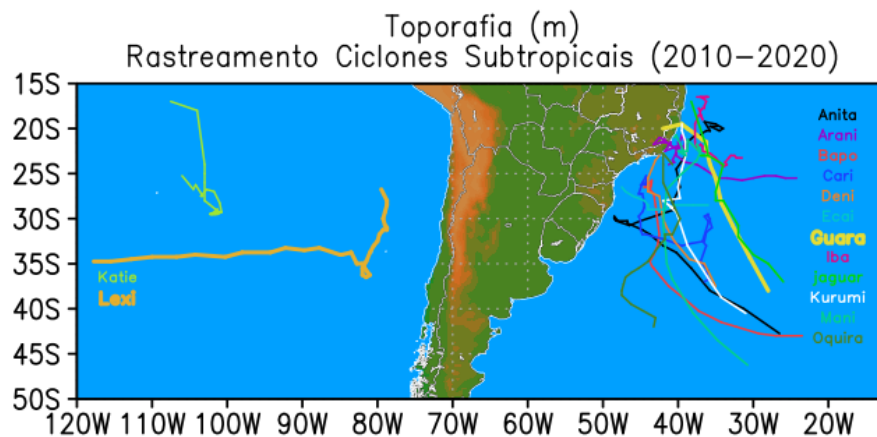 Toporafia (m)
Rastreamento Ciclones Subtropicais (2010-2020)
15S
20S
25S
30S
35S
40S
45S
50S
120W 110W 100W 90W 80W 70W 60W 50W 40W 30W 20W
Katie
Lexi
Anita
Arani
Bapo
Cari
Deni
Ecai
Guara
Iba
Jaguar
Kurumi
Mani
Oquira